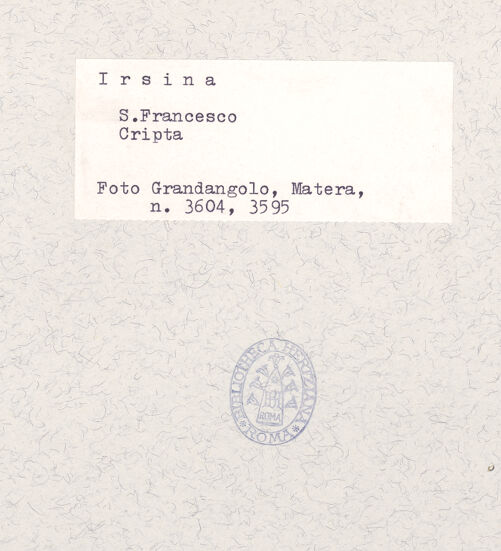 I r s i n a
S.Francesco
Cripta
Foto Grandangolo, Matera,
n. 3604, 3595
BIBLIOTHECA HERTZIANA
* ROMA *
ROMA